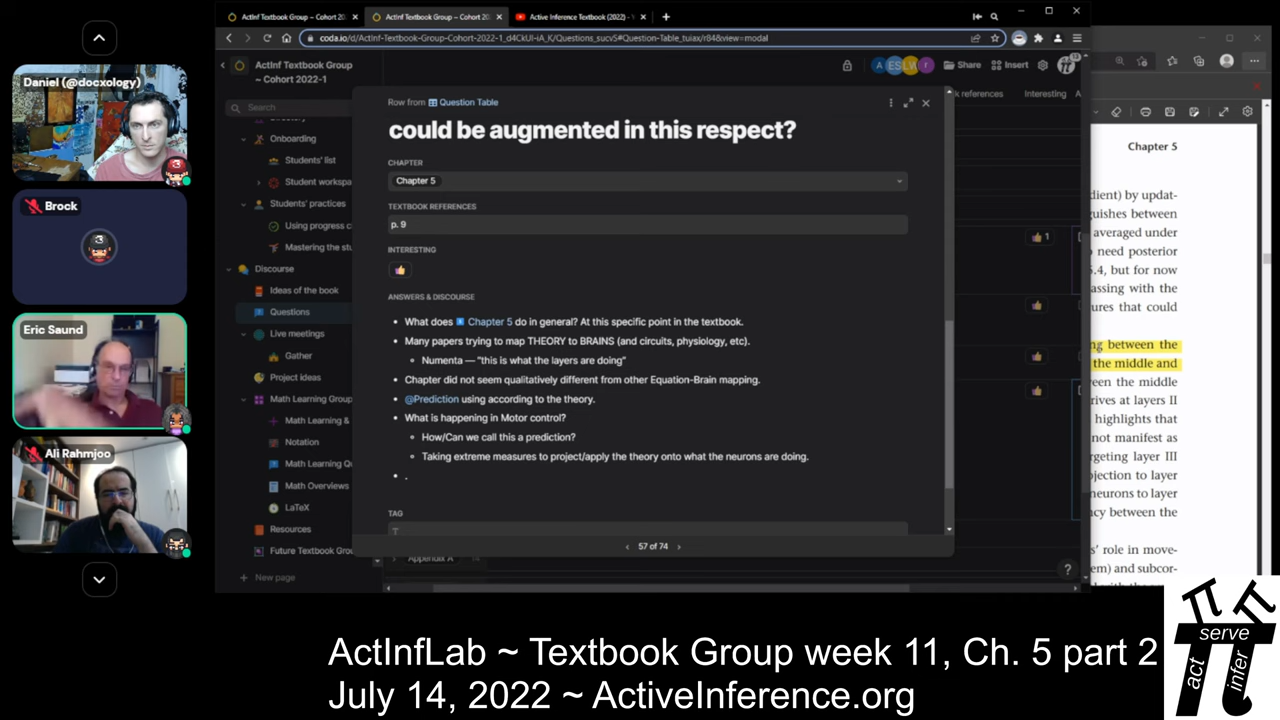 Daniel (@docxology)
Brock
Eric Saund
Ali Rahmjoo
ActInf Textbook Group ~ Cohort 20
ActInf Textbook Group ~ Cohort 20
Active Inference Textbook (2022) - Y
coda.io/d/ActInf-Textbook-Group-Cohort-2022-1_d4CkUI-iA_K/Questions_sucv5#Question-Table_tuiax/r84&view=modal
ActInf Textbook Group
~ Cohort 2022-1
Share
Insert
Search
Directory
Onboarding
Students' list
Student workspa
Students' practices
Using progress c
Mastering the stu
Discourse
Ideas of the book
Questions
Live meetings
Gather
Project ideas
Math Learning Group
Math Learning &
Notation
Math Learning Qu
Math Overviews
LaTeX
Resources
Future Textbook Grou
New page
Row from Question Table
could be augmented in this respect?
CHAPTER
Chapter 5
TEXTBOOK REFERENCES
p. 9
INTERESTING
ANSWERS & DISCOURSE
• What does Chapter 5 do in general? At this specific point in the textbook.
• Many papers trying to map THEORY to BRAINS (and circuits, physiology, etc).
◦ Numenta — "this is what the layers are doing"
• Chapter did not seem qualitatively different from other Equation-Brain mapping.
• @Prediction using according to the theory.
• What is happening in Motor control?
◦ How/Can we call this a prediction?
◦ Taking extreme measures to project/apply the theory onto what the neurons are doing.
• .
TAG
57 of 74
Appendix A
k references
Interesting
A
1
Chapter 5
dient) by updat-
guishes between
averaged under
need posterior
.4, but for now
assing with the
ures that could
ng between the
the middle and
een the middle
rives at layers II
highlights that
not manifest as
rgeting layer III
ojection to layer
neurons to layer
ncy between the
s' role in move-
em) and subcor-
ActInfLab ~ Textbook Group week 11, Ch. 5 part 2
July 14, 2022 ~ ActiveInference.org
serve
act
infer